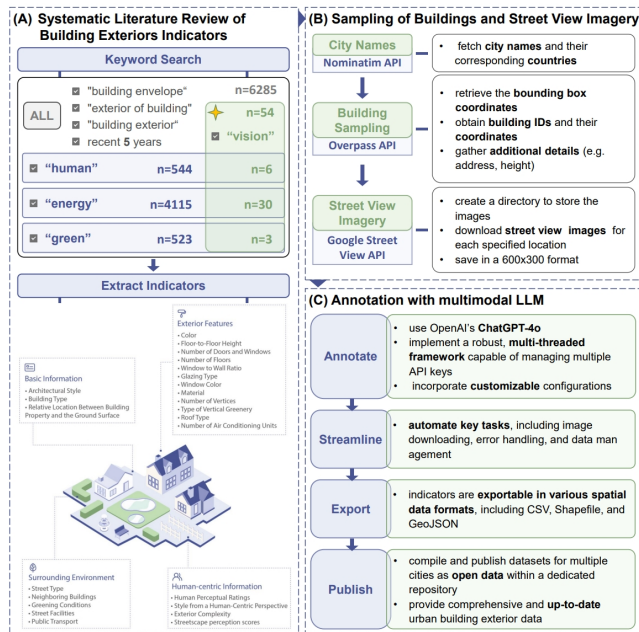 (A) Systematic Literature Review of
Building Exteriors Indicators
Keyword Search
ALL
"building envelope" n=6285
"exterior of building" n=54
"building exterior" "vision"
recent 5 years
"human" n=544 n=6
"energy" n=4115 n=30
"green" n=523 n=3
Extract Indicators
Exterior Features
• Color
• Floor-to-Floor Height
• Number of Doors and Windows
• Number of Floors
• Window to Wall Ratio
• Glazing Type
• Window Color
• Material
• Number of Vertices
• Type of Vertical Greenery
• Roof Type
• Number of Air Conditioning Units
Basic Information
• Architectural Style
• Building Type
• Relative Location Between Building
Property and the Ground Surface
Surrounding Environment
• Street Type
• Neighboring Buildings
• Greening Conditions
• Street Facilities
• Public Transport
Human-centric Information
• Human Perceptual Ratings
• Style from a Human-Centric Perspective
• Exterior Complexity
• Streetscape perception scores
(B) Sampling of Buildings and Street View Imagery
City Names
Nominatim API
• fetch city names and their
corresponding countries
Building
Sampling
Overpass API
• retrieve the bounding box
coordinates
• obtain building IDs and their
coordinates
• gather additional details (e.g.
address, height)
Street View
Imagery
Google Street
View API
• create a directory to store the
images
• download street view images for
each specified location
• save in a 600x300 format
(C) Annotation with multimodal LLM
Annotate
• use OpenAI's ChatGPT-4o
• implement a robust, multi-threaded
framework capable of managing multiple
API keys
• incorporate customizable configurations
Streamline
• automate key tasks, including image
downloading, error handling, and data man
agement
Export
• indicators are exportable in various spatial
data formats, including CSV, Shapefile, and
GeoJSON
Publish
• compile and publish datasets for multiple
cities as open data within a dedicated
repository
• provide comprehensive and up-to-date
urban building exterior data